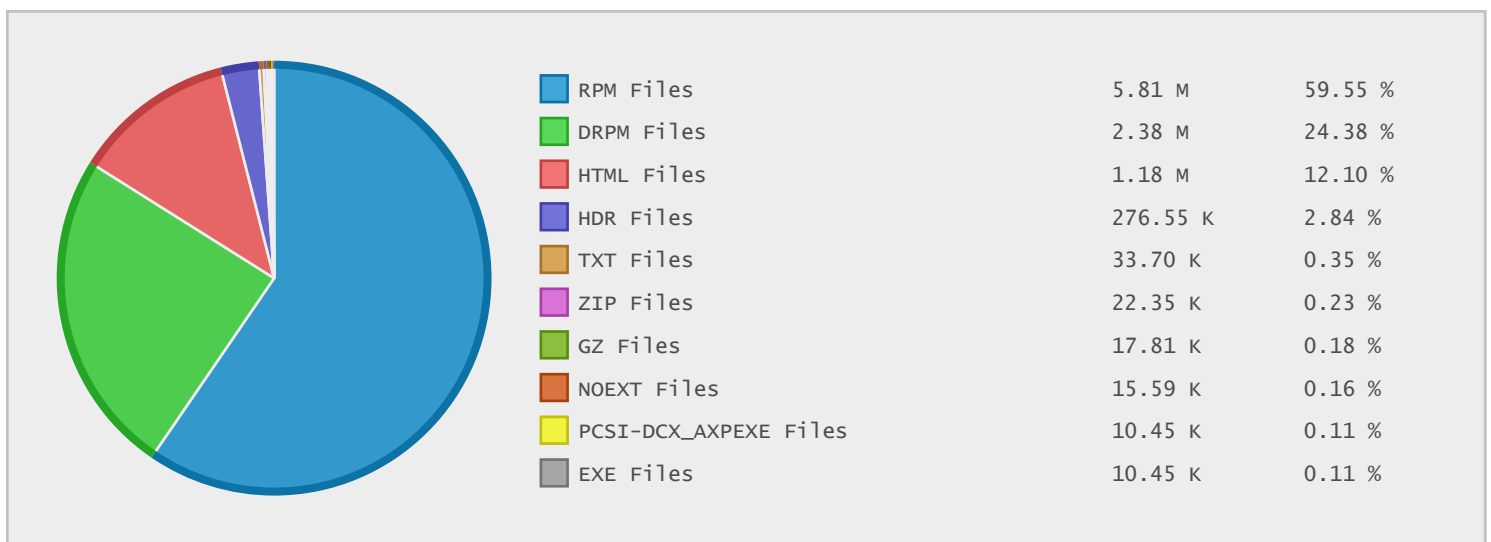 RPM Files 5.81 M 59.55 %
DRPM Files 2.38 M 24.38 %
HTML Files 1.18 M 12.10 %
HDR Files 276.55 K 2.84 %
TXT Files 33.70 K 0.35 %
ZIP Files 22.35 K 0.23 %
GZ Files 17.81 K 0.18 %
NOEXT Files 15.59 K 0.16 %
PCSI-DCX_AXPEXE Files 10.45 K 0.11 %
EXE Files 10.45 K 0.11 %